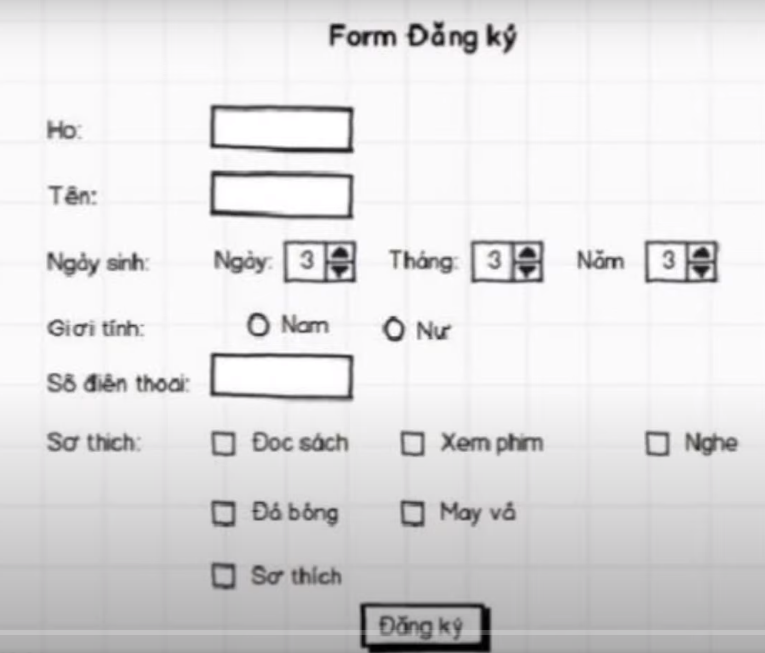 Form Đăng ký
Ho:
Tên:
Ngày sinh: Ngày: 3 Tháng: 3 Năm 3
Giơi tính: Nam Nư
Sô điên thoai:
Sơ thich: Đoc sách Xem phim Nghe
Đá bóng May vá
Sơ thích
Đăng ký